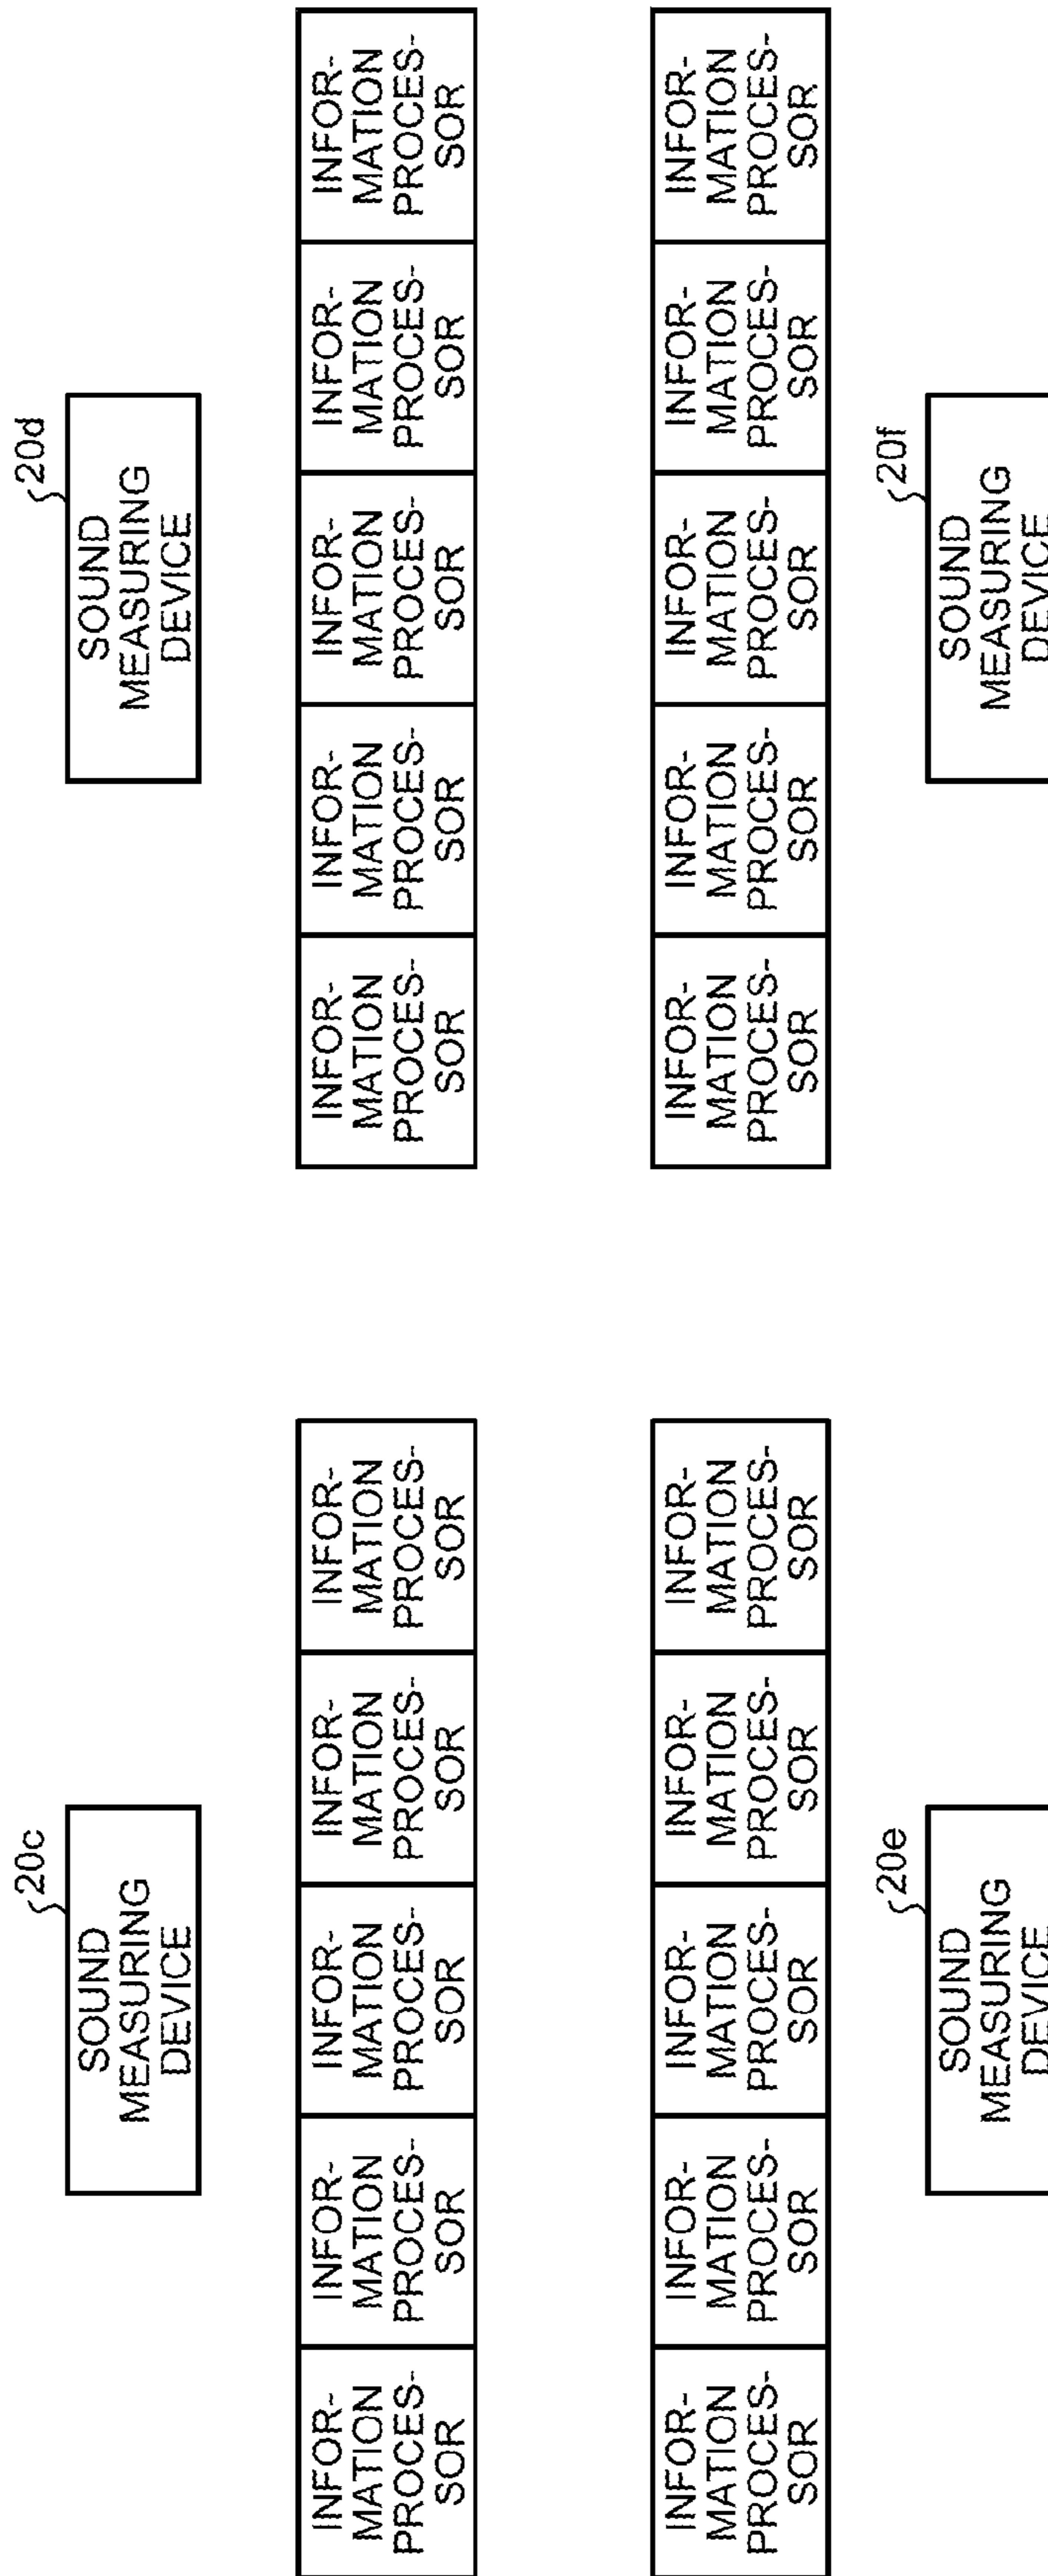 20c
SOUND
MEASURING
DEVICE
20d
SOUND
MEASURING
DEVICE
INFOR-
MATION
PROCES-
SOR
INFOR-
MATION
PROCES-
SOR
INFOR-
MATION
PROCES-
SOR
INFOR-
MATION
PROCES-
SOR
INFOR-
MATION
PROCES-
SOR
INFOR-
MATION
PROCES-
SOR
INFOR-
MATION
PROCES-
SOR
INFOR-
MATION
PROCES-
SOR
INFOR-
MATION
PROCES-
SOR
INFOR-
MATION
PROCES-
SOR
INFOR-
MATION
PROCES-
SOR
INFOR-
MATION
PROCES-
SOR
INFOR-
MATION
PROCES-
SOR
INFOR-
MATION
PROCES-
SOR
INFOR-
MATION
PROCES-
SOR
INFOR-
MATION
PROCES-
SOR
INFOR-
MATION
PROCES-
SOR
INFOR-
MATION
PROCES-
SOR
INFOR-
MATION
PROCES-
SOR
INFOR-
MATION
PROCES-
SOR
20e
SOUND
MEASURING
DEVICE
20f
SOUND
MEASURING
DEVICE